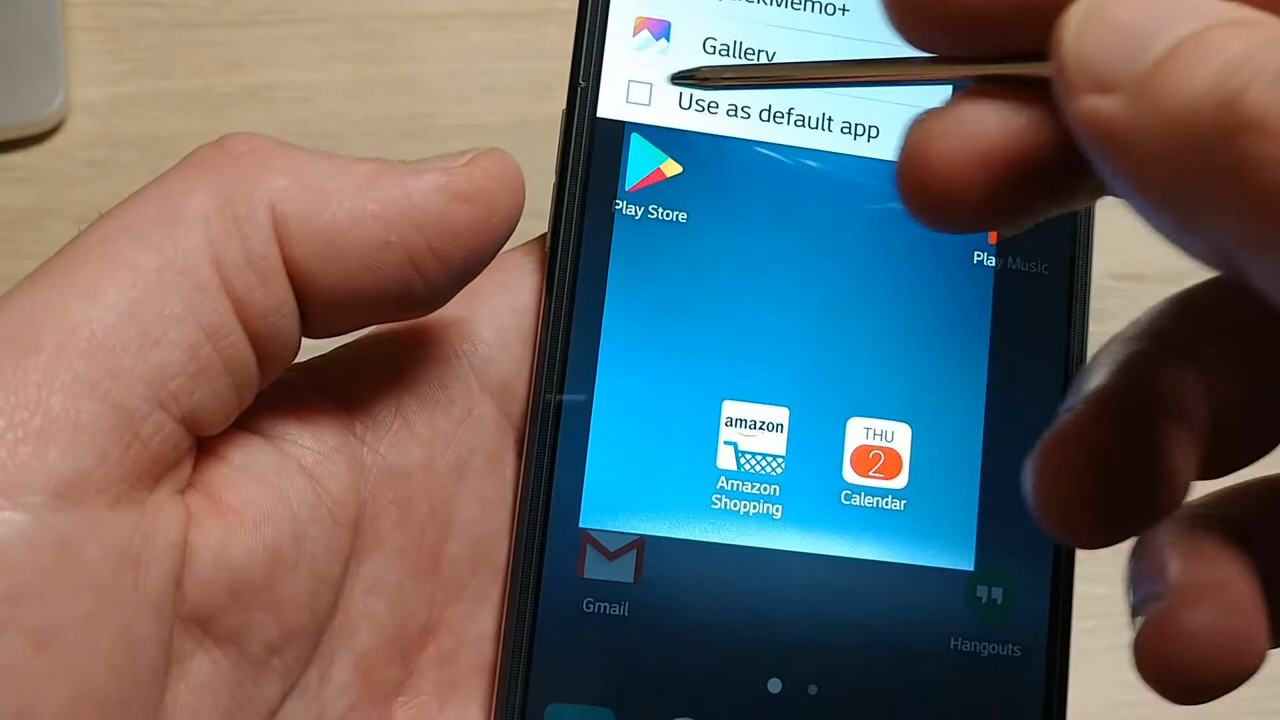 Gallery
Use as default app
Play Store
Play Music
amazon
THU
2
Amazon
Shopping
Calendar
Gmail
Hangouts